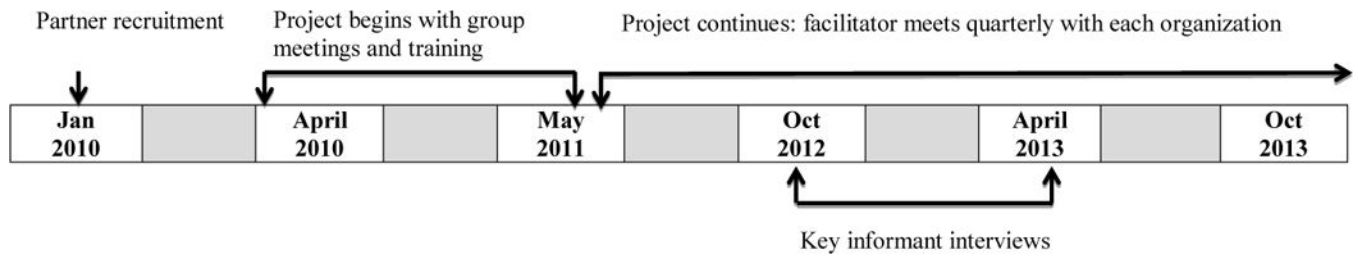 Partner recruitment
Project begins with group
meetings and training
Project continues: facilitator meets quarterly with each organization
Jan
2010
April
2010
May
2011
Oct
2012
April
2013
Oct
2013
Key informant interviews